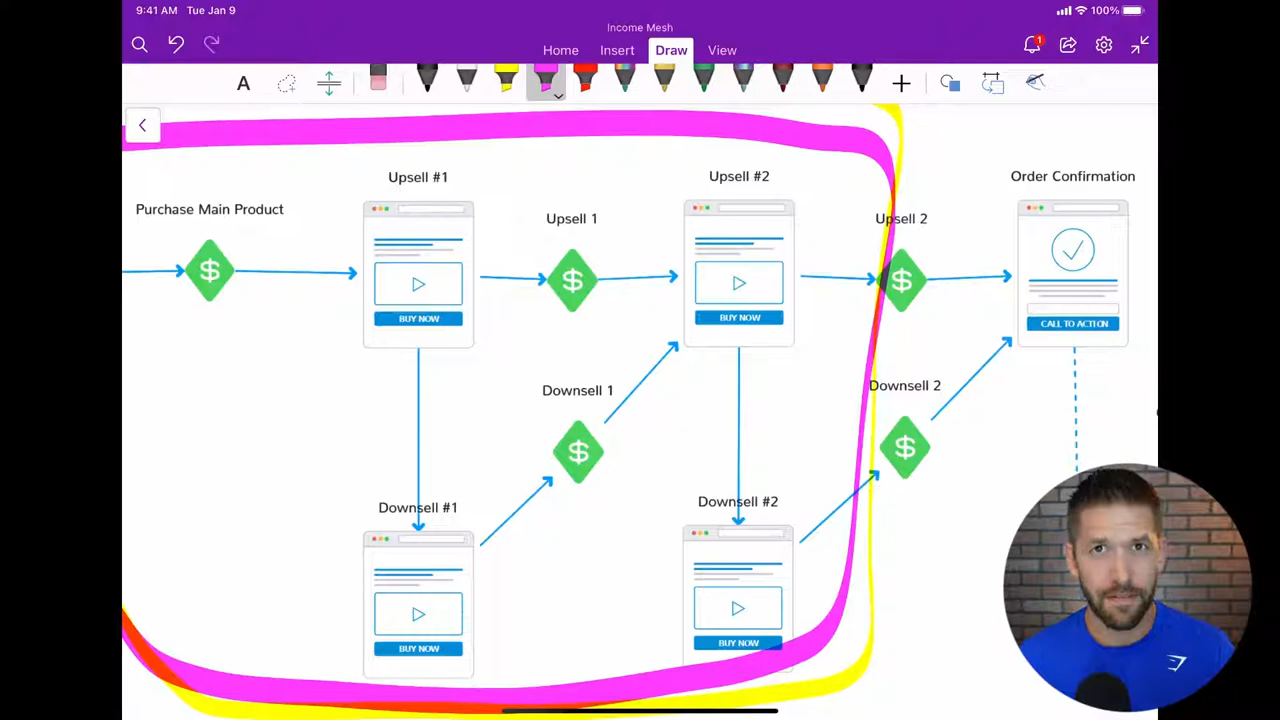 9:41 AM Tue Jan 9
100%
Income Mesh
Home Insert Draw View
1
A
Upsell #1
Upsell #2
Order Confirmation
Purchase Main Product
Upsell 1
Upsell 2
$
$
$
BUY NOW
BUY NOW
CALL TO ACTION
Downsell 1
Downsell 2
$
$
Downsell #1
Downsell #2
BUY NOW
BUY NOW